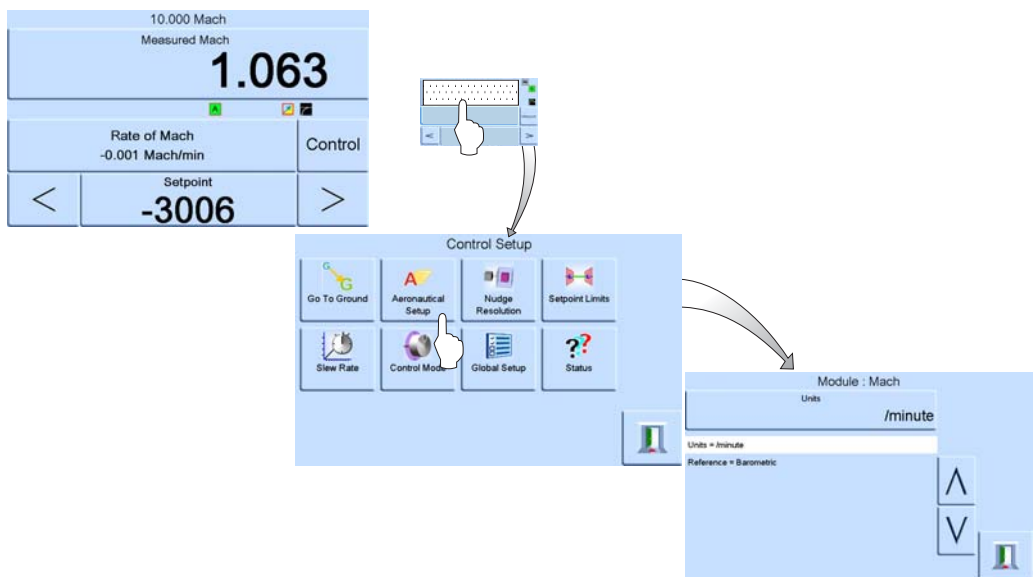 10.000 Mach
Measured Mach
1.063
A
Rate of Mach
-0.001 Mach/min
Control
<
Setpoint
-3006
>
<
>
Control Setup
G
G
Go To Ground
A
Aeronautical
Setup
Nudge
Resolution
Setpoint Limits
Slew Rate
Control Mode
Global Setup
??
Status
Module : Mach
Units
/minute
Units = /minute
Reference = Barometric